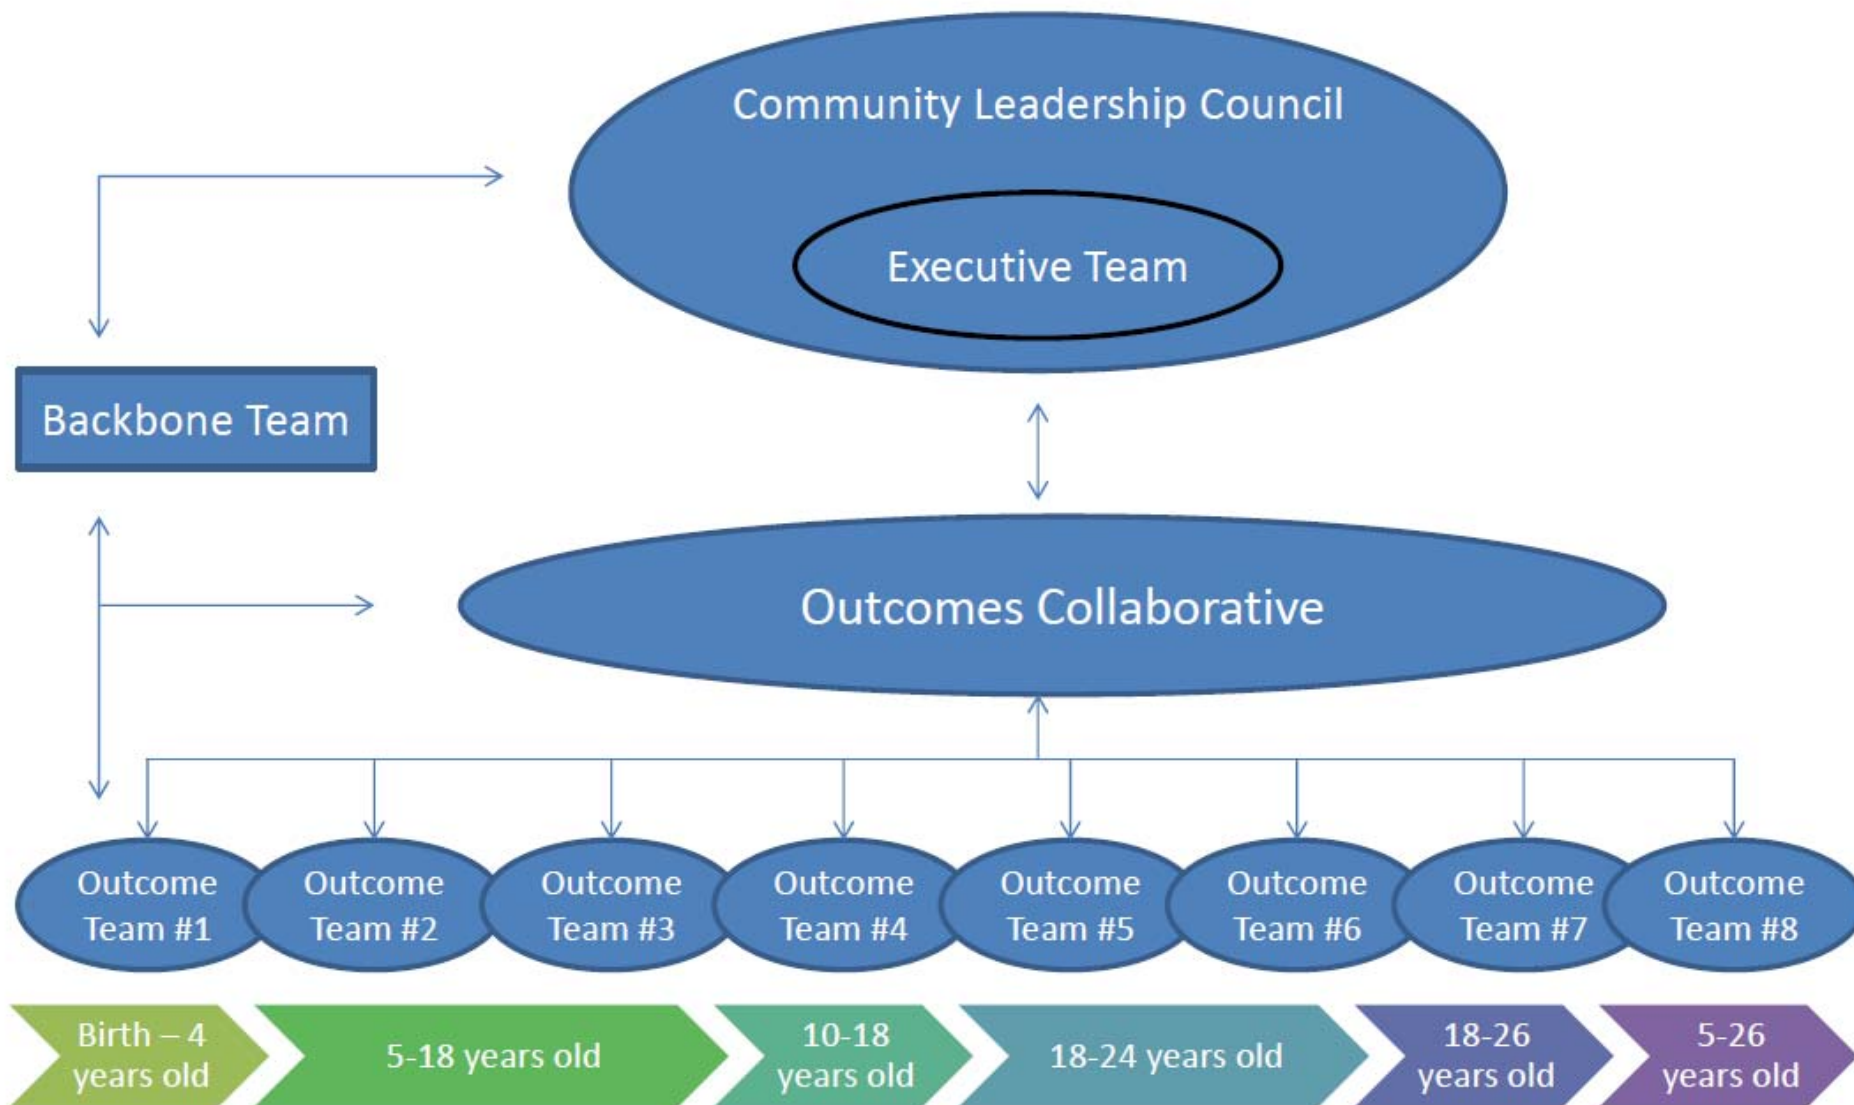 Community Leadership Council
Executive Team
Backbone Team
Outcomes Collaborative
Outcome
Team #1
Outcome
Team #2
Outcome
Team #3
Outcome
Team #4
Outcome
Team #5
Outcome
Team #6
Outcome
Team #7
Outcome
Team #8
Birth – 4
years old
5-18 years old
10-18
years old
18-24 years old
18-26
years old
5-26
years old